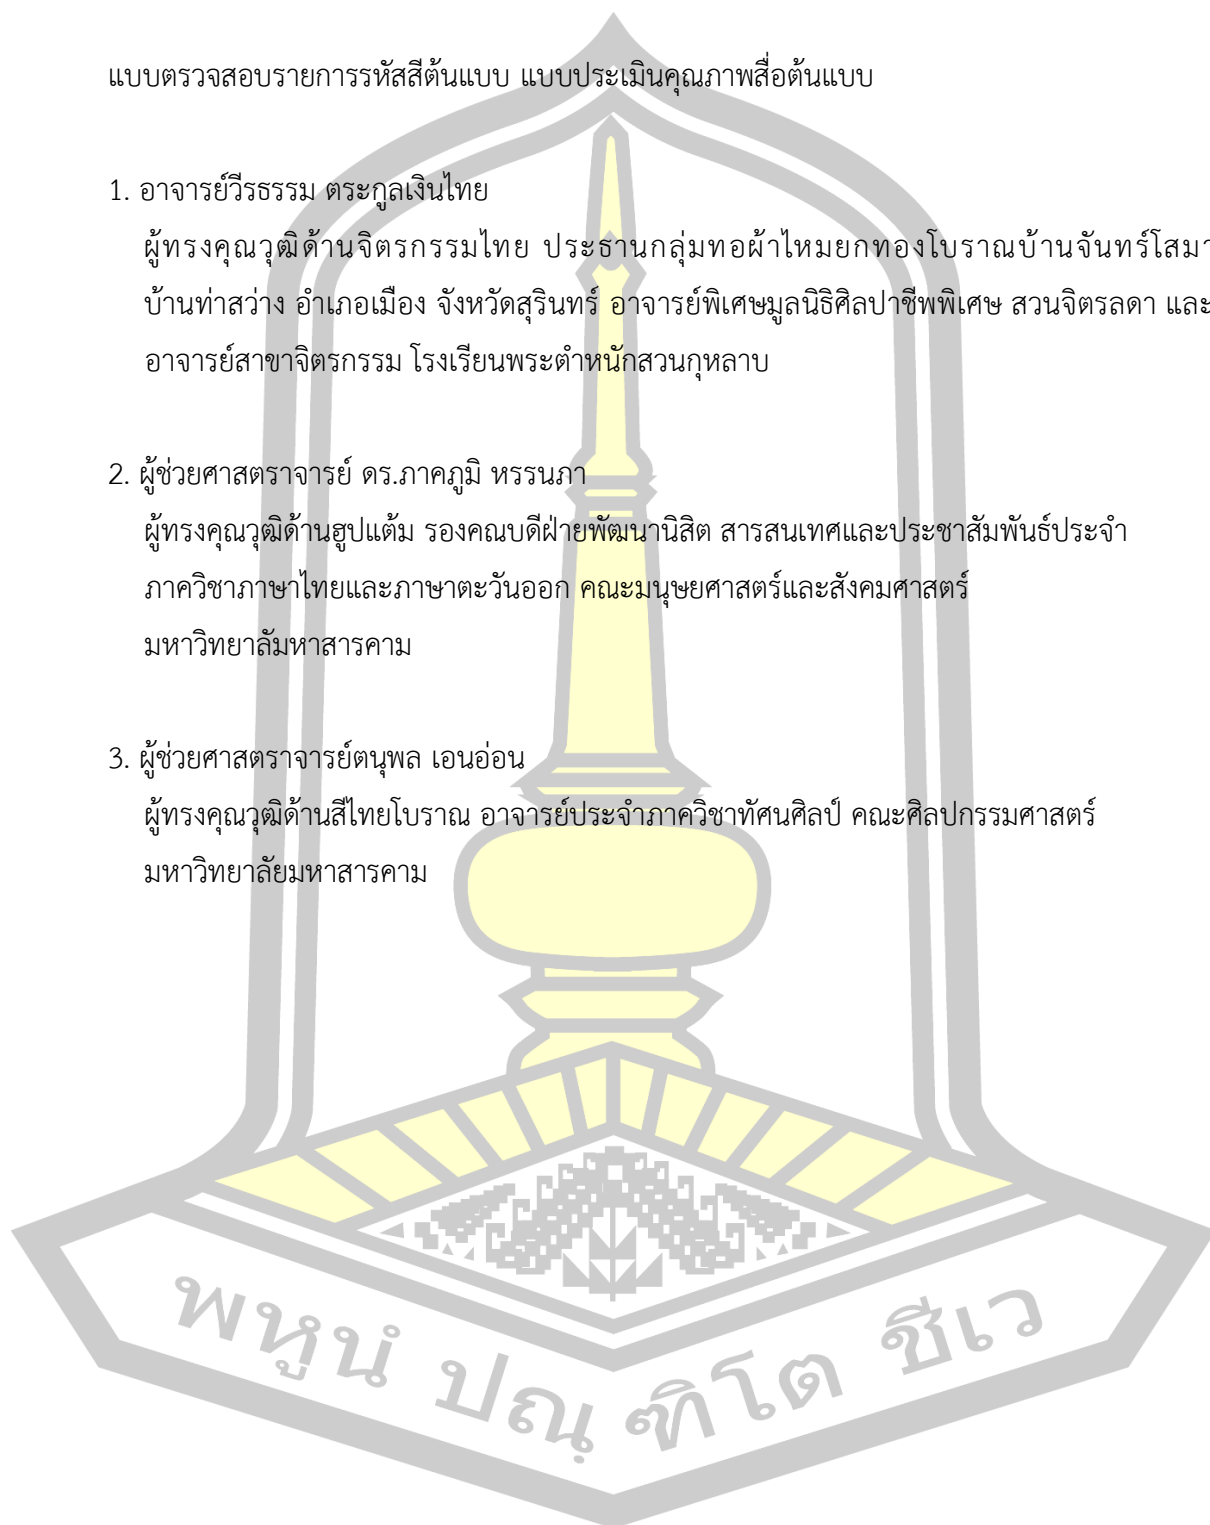 แบบตรวจสอบรายการรหัสสีต้นแบบ แบบประเมินคุณภาพสื่อต้นแบบ
1. อาจารย์วีรธรรม ตระกูลเงินไทย
ผู้ทรงคุณวุฒิด้านจิตรกรรมไทย ประธานกลุ่มทอผ้าไหมยกทองโบราณบ้านจันทร์โสมา
บ้านท่าสว่าง อำเภอเมือง จังหวัดสุรินทร์ อาจารย์พิเศษมูลนิธิศิลปาชีพพิเศษ สวนจิตรลดา และ
อาจารย์สาขาจิตรกรรม โรงเรียนพระตำหนักสวนกุหลาบ
2. ผู้ช่วยศาสตราจารย์ ดร.ภาคภูมิ หรรนภา
ผู้ทรงคุณวุฒิด้านฮูปแต้ม รองคณบดีฝ่ายพัฒนานิสิต สารสนเทศและประชาสัมพันธ์ประจำ
ภาควิชาภาษาไทยและภาษาตะวันออก คณะมนุษยศาสตร์และสังคมศาสตร์
มหาวิทยาลัมหาสารคาม
3. ผู้ช่วยศาสตราจารย์ตนุพล เอนอ่อน
ผู้ทรงคุณวุฒิด้านสีไทยโบราณ อาจารย์ประจำภาควิชาทัศนศิลป์ คณะศิลปกรรมศาสตร์
มหาวิทยาลัยมหาสารคาม
พหูนํ ปณฺฑิโต ชีเว